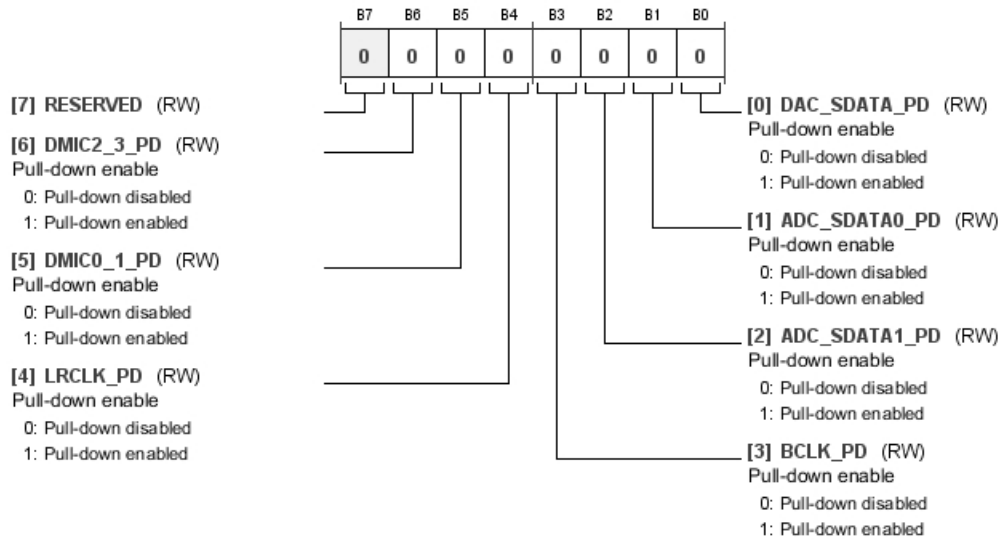 B7 B6 B5 B4 B3 B2 B1 B0
0 0 0 0 0 0 0 0
[7] RESERVED (RW)
[6] DMIC2_3_PD (RW)
Pull-down enable
0: Pull-down disabled
1: Pull-down enabled
[5] DMIC0_1_PD (RW)
Pull-down enable
0: Pull-down disabled
1: Pull-down enabled
[4] LRCLK_PD (RW)
Pull-down enable
0: Pull-down disabled
1: Pull-down enabled
[0] DAC_SDATA_PD (RW)
Pull-down enable
0: Pull-down disabled
1: Pull-down enabled
[1] ADC_SDATA0_PD (RW)
Pull-down enable
0: Pull-down disabled
1: Pull-down enabled
[2] ADC_SDATA1_PD (RW)
Pull-down enable
0: Pull-down disabled
1: Pull-down enabled
[3] BCLK_PD (RW)
Pull-down enable
0: Pull-down disabled
1: Pull-down enabled